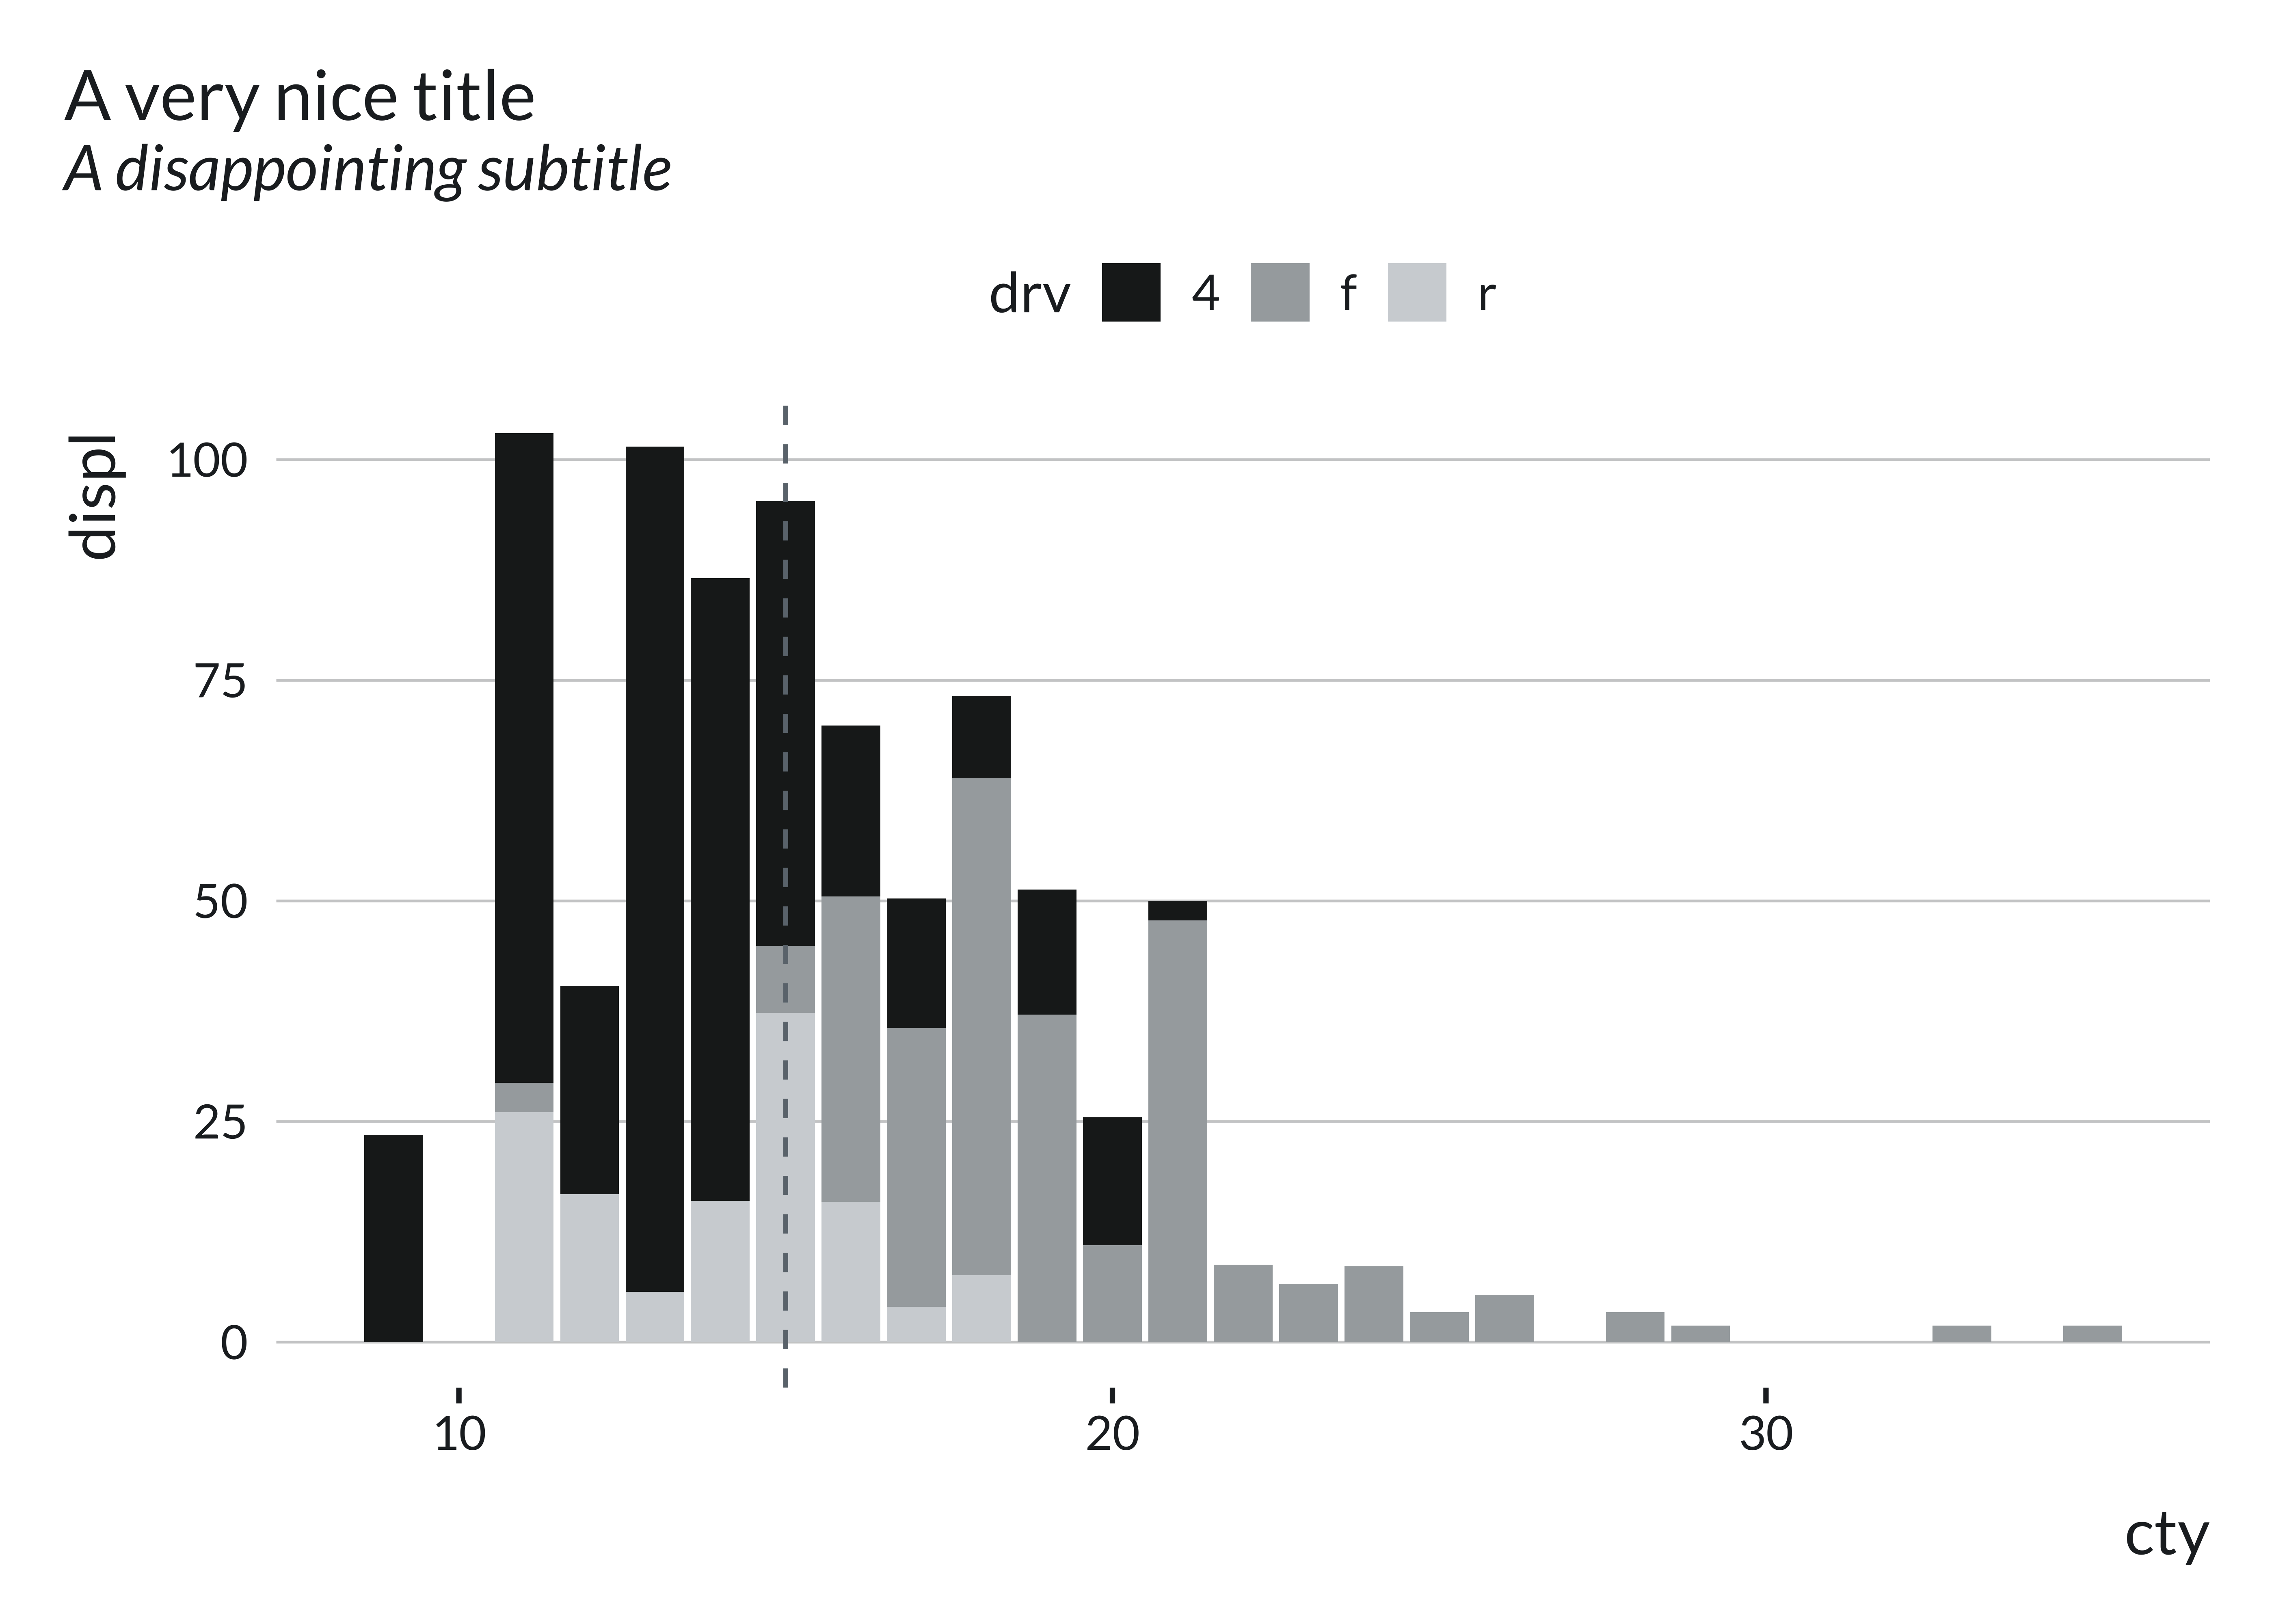 A very nice title
A disappointing subtitle
drv 4 f r
displ
100
75
50
25
0
10 20 30
cty